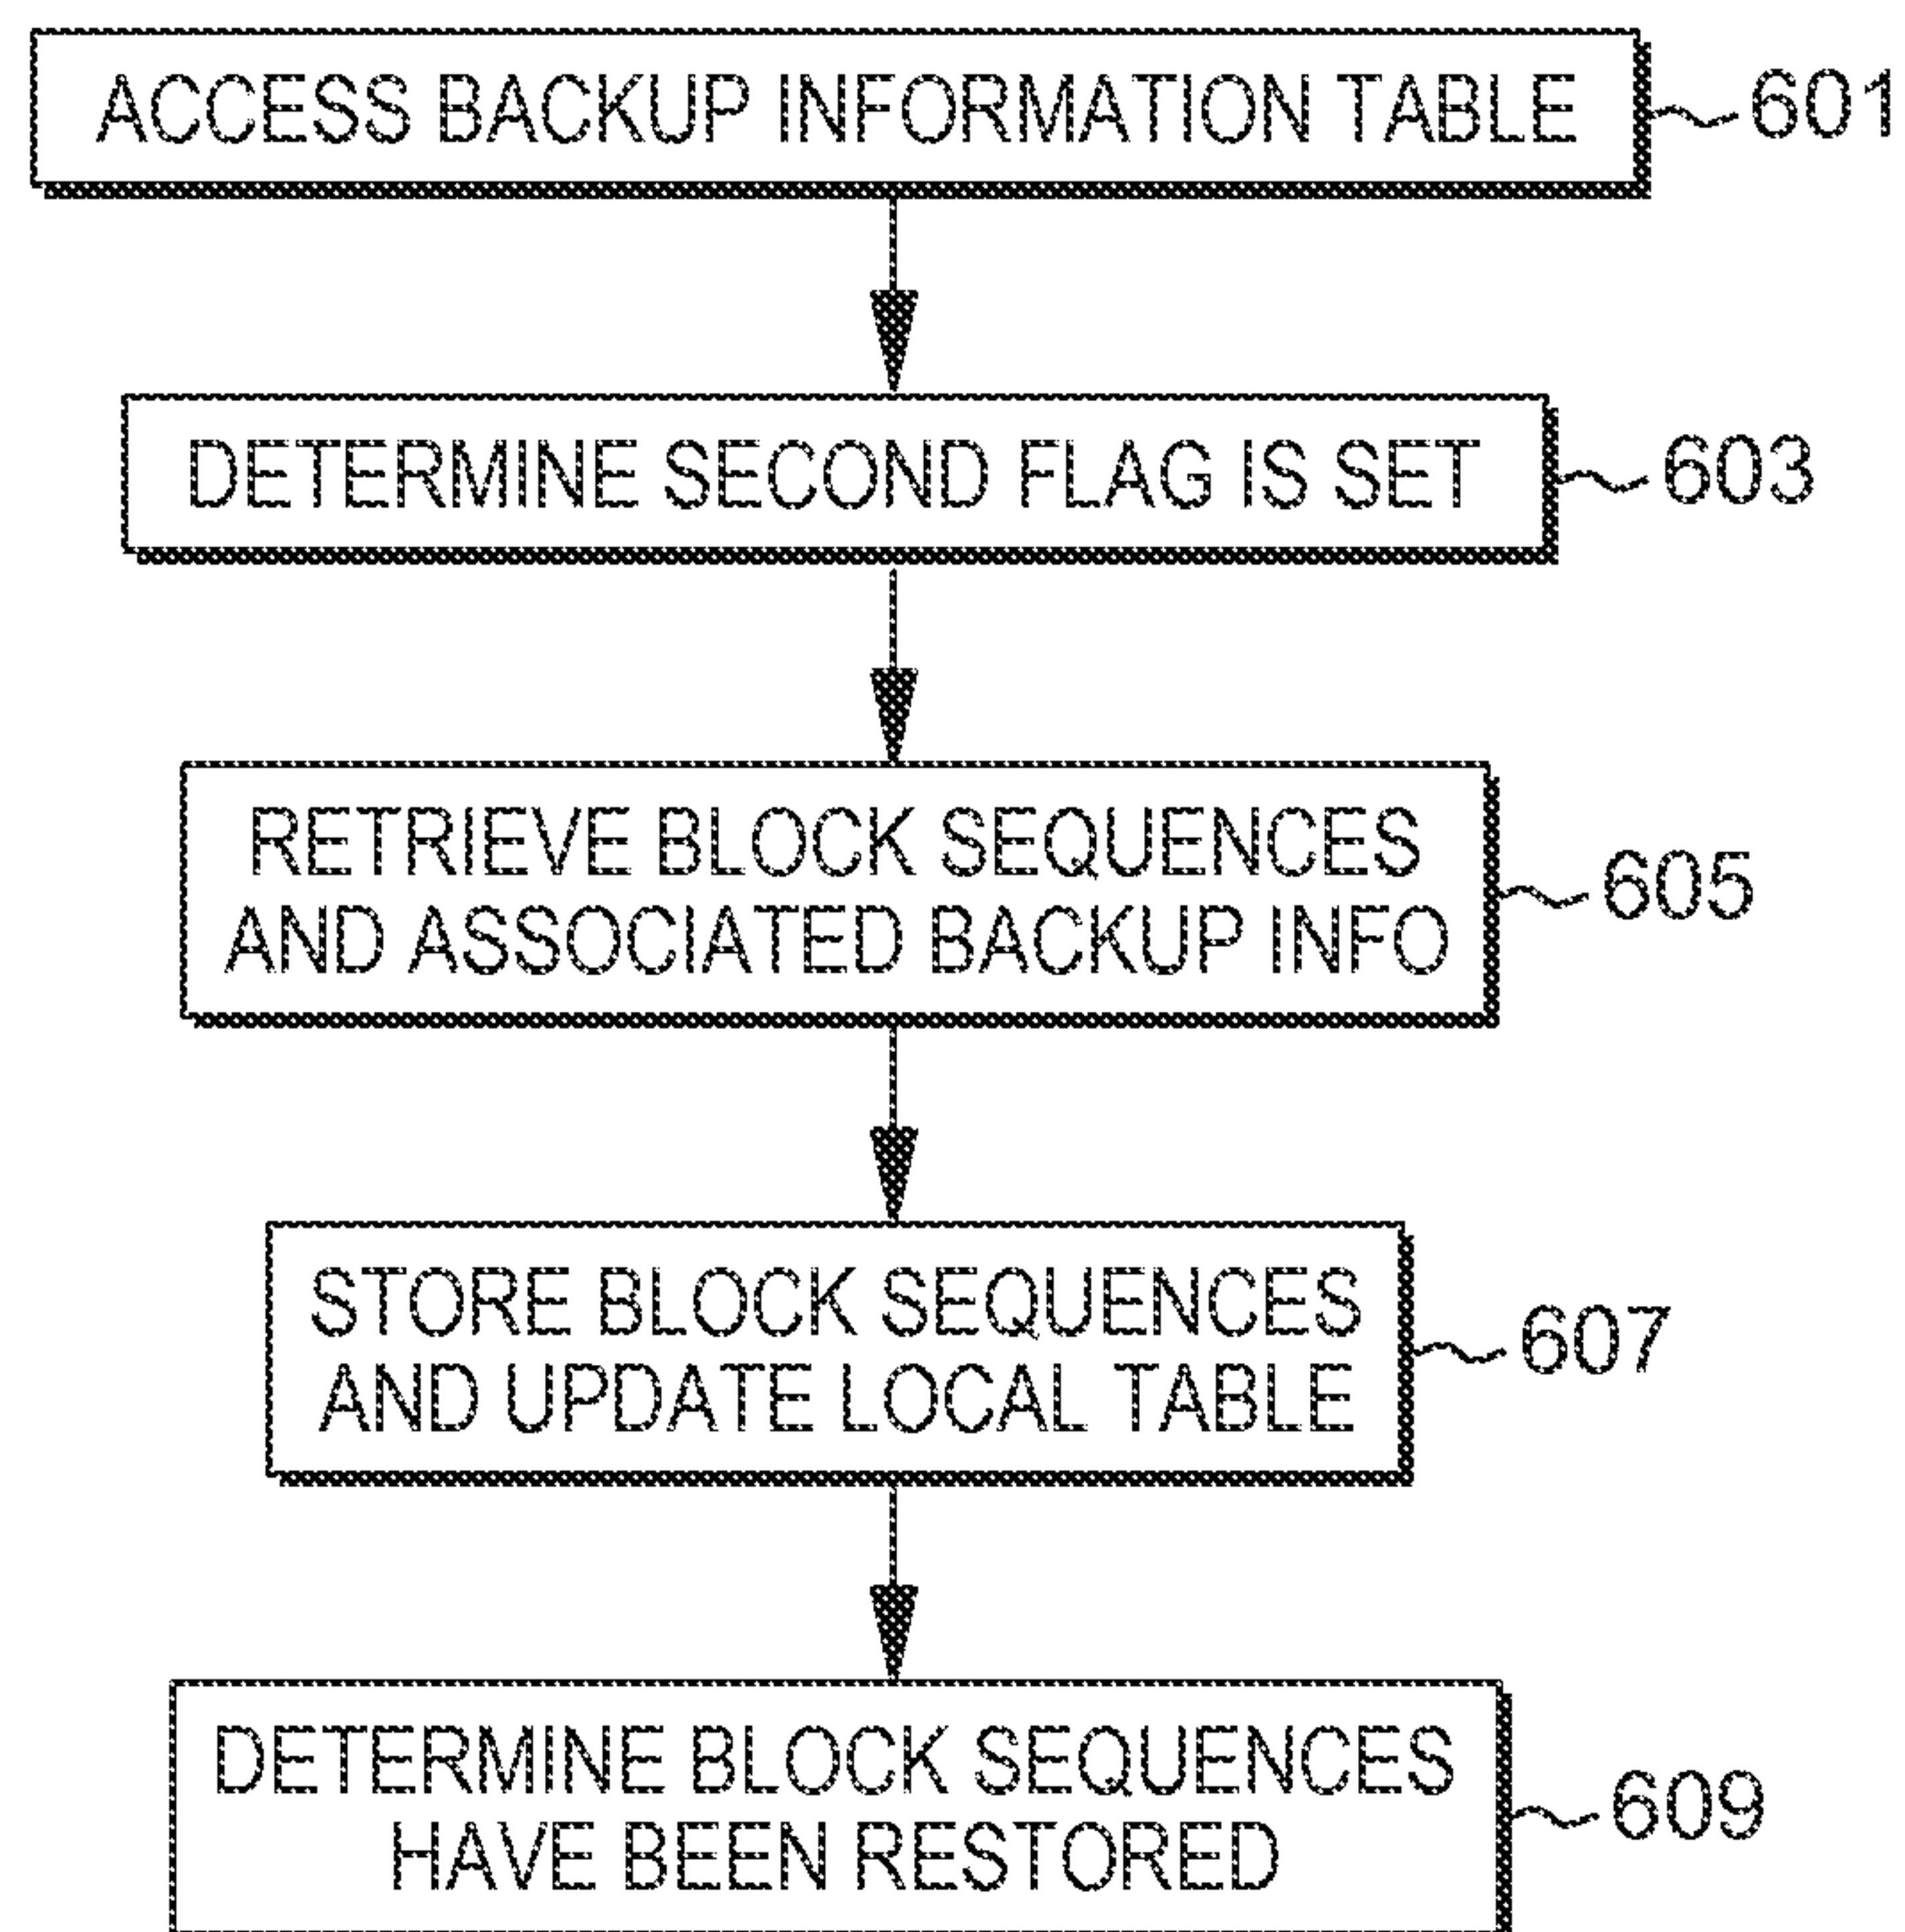 ACCESS BACKUP INFORMATION TABLE
601
DETERMINE SECOND FLAG IS SET
603
RETRIEVE BLOCK SEQUENCES
AND ASSOCIATED BACKUP INFO
605
STORE BLOCK SEQUENCES
AND UPDATE LOCAL TABLE
607
DETERMINE BLOCK SEQUENCES
HAVE BEEN RESTORED
609